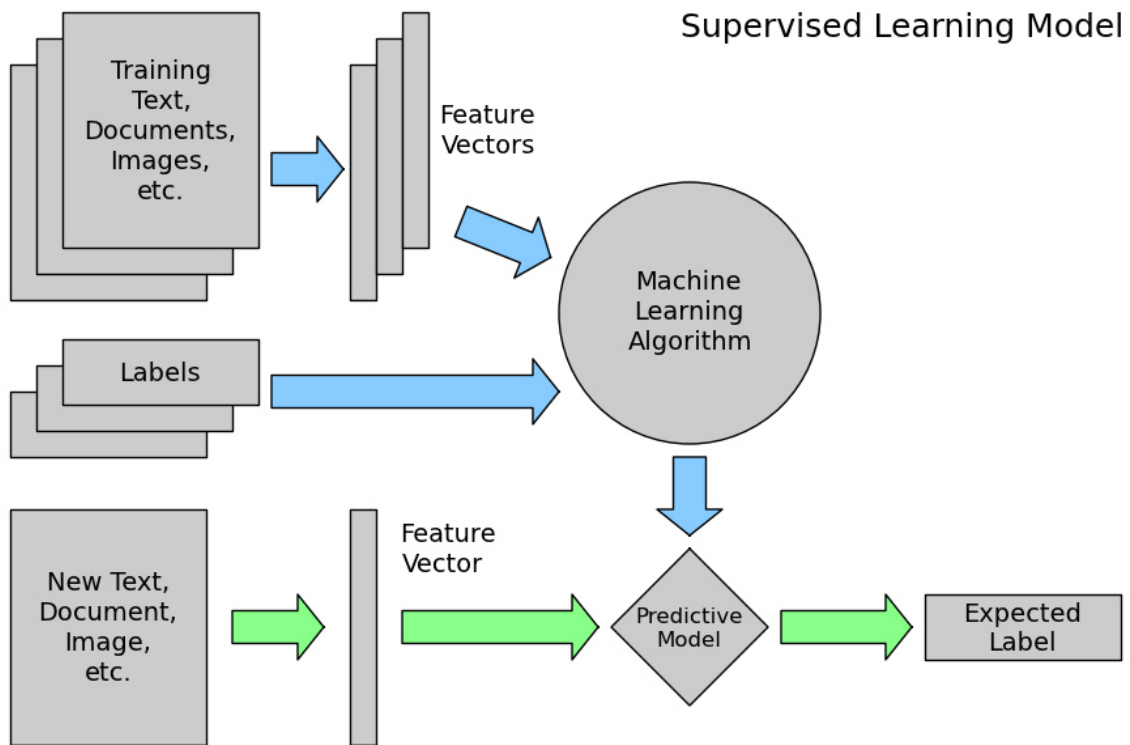 Supervised Learning Model
Training
Text,
Documents,
Images,
etc.
Feature
Vectors
Machine
Learning
Algorithm
Labels
New Text,
Document,
Image,
etc.
Feature
Vector
Predictive
Model
Expected
Label